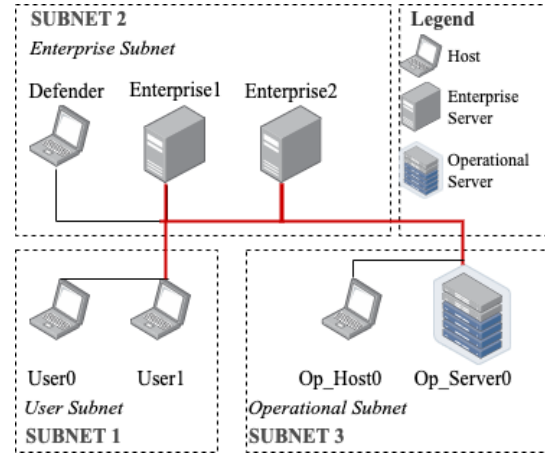 SUBNET 2
Enterprise Subnet
Defender
Enterprise1
Enterprise2
Legend
Host
Enterprise
Server
Operational
Server
User0
User1
User Subnet
SUBNET 1
Op_Host0
Op_Server0
Operational Subnet
SUBNET 3